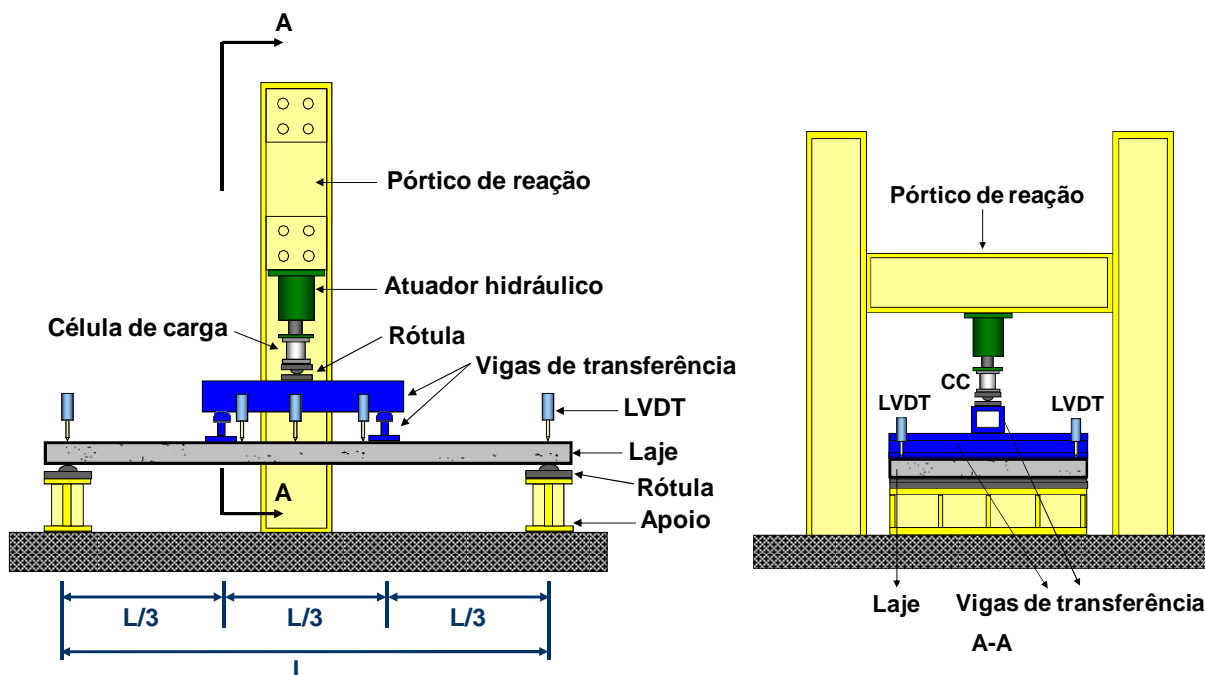 A
Pórtico de reação
Atuador hidráulico
Célula de carga
Rótula
Vigas de transferência
LVDT
Laje
Rótula
A
Apoio
L/3
L/3
L/3
L
Pórtico de reação
CC
LVDT
LVDT
Laje
Vigas de transferência
A-A